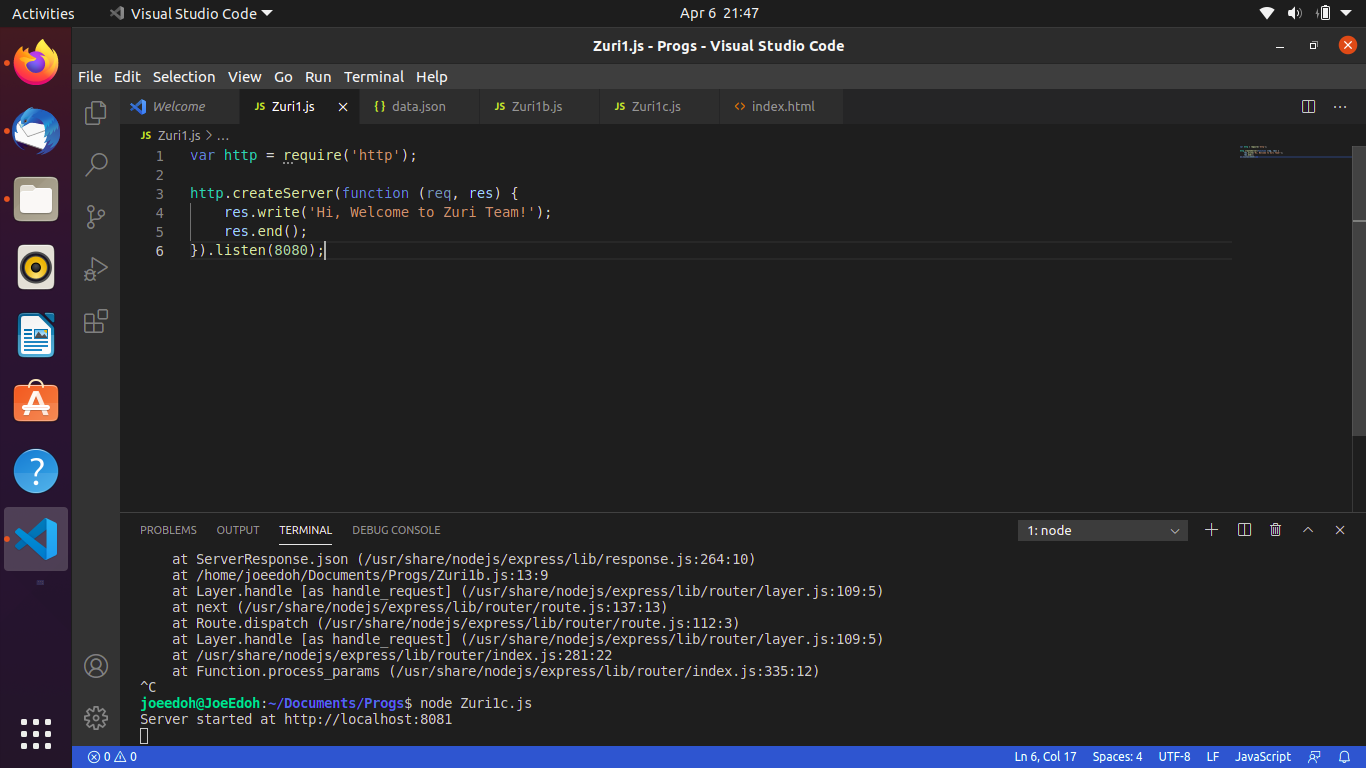 Activities Visual Studio Code Apr 6 21:47
Zuri1.js - Progs - Visual Studio Code
File Edit Selection View Go Run Terminal Help
Welcome JS Zuri1.js {} data.json JS Zuri1b.js JS Zuri1c.js <> index.html
JS Zuri1.js > ...
1 var http = require('http');
2
3 http.createServer(function (req, res) {
4 res.write('Hi, Welcome to Zuri Team!');
5 res.end();
6 }).listen(8080);
PROBLEMS OUTPUT TERMINAL DEBUG CONSOLE 1: node
at ServerResponse.json (/usr/share/nodejs/express/lib/response.js:264:10)
at /home/joeedoh/Documents/Progs/Zuri1b.js:13:9
at Layer.handle [as handle_request] (/usr/share/nodejs/express/lib/router/layer.js:109:5)
at next (/usr/share/nodejs/express/lib/router/route.js:137:13)
at Route.dispatch (/usr/share/nodejs/express/lib/router/route.js:112:3)
at Layer.handle [as handle_request] (/usr/share/nodejs/express/lib/router/layer.js:109:5)
at /usr/share/nodejs/express/lib/router/index.js:281:22
at Function.process_params (/usr/share/nodejs/express/lib/router/index.js:335:12)
^C
joeedoh@JoeEdoh:~/Documents/Progs$ node Zuri1c.js
Server started at http://localhost:8081
0 0 Ln 6, Col 17 Spaces: 4 UTF-8 LF JavaScript